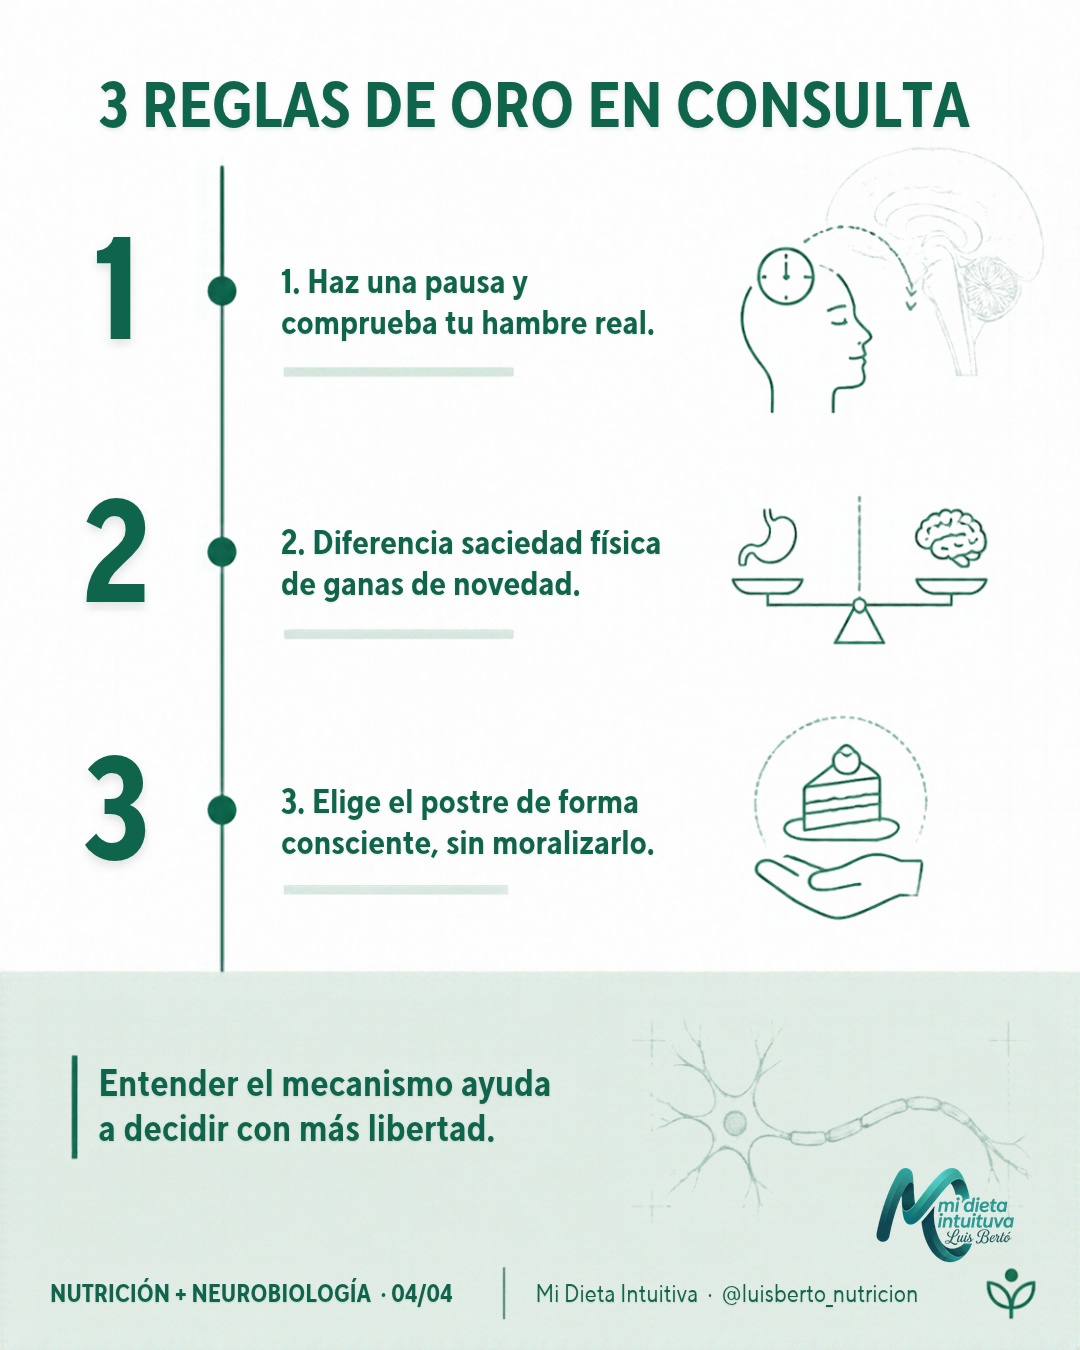 3 REGLAS DE ORO EN CONSULTA
1
1. Haz una pausa y
comprueba tu hambre real.
2
2. Diferencia saciedad física
de ganas de novedad.
3
3. Elige el postre de forma
consciente, sin moralizarlo.
Entender el mecanismo ayuda
a decidir con más libertad.
mi dieta
intuituva
Luis Bertó
NUTRICIÓN + NEUROBIOLOGÍA · 04/04
Mi Dieta Intuitiva · @luisberto_nutricion